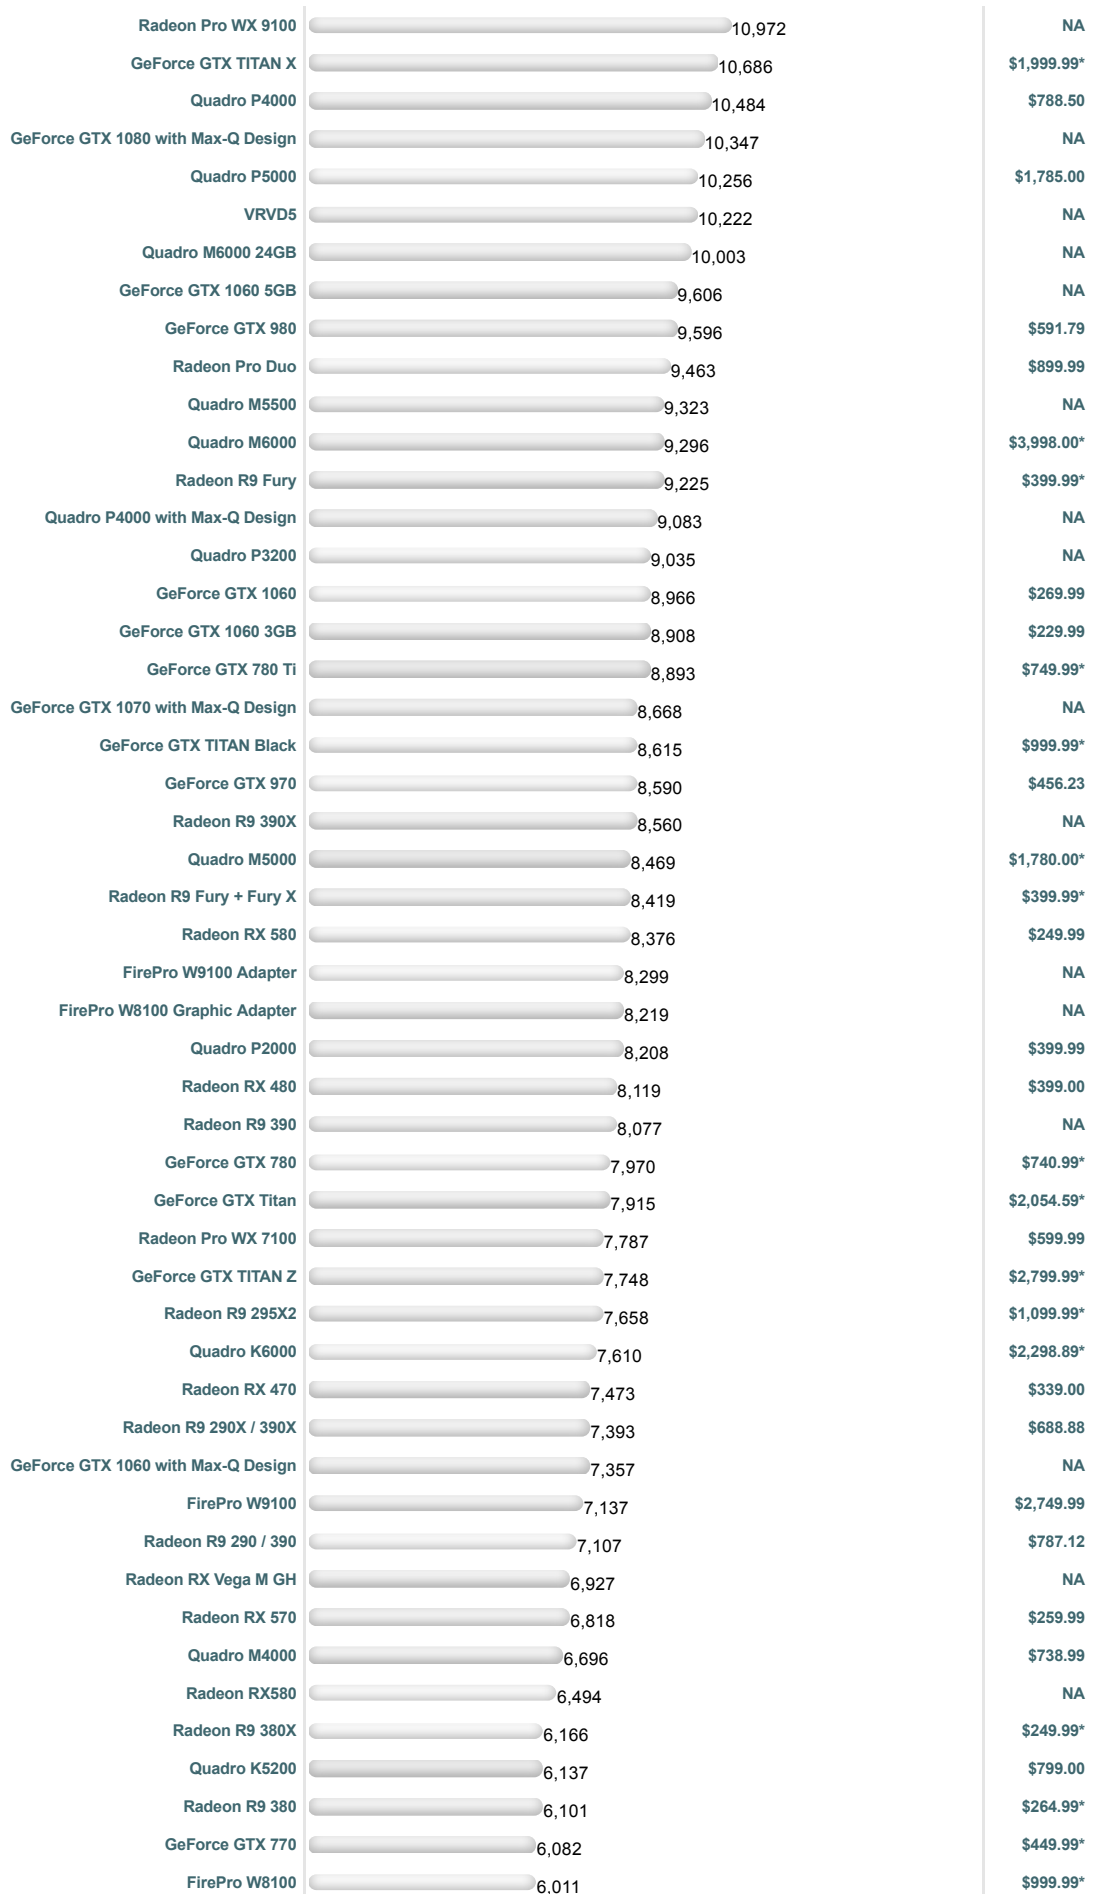 Radeon Pro WX 9100 10,972 NA
GeForce GTX TITAN X 10,686 $1,999.99*
Quadro P4000 10,484 $788.50
GeForce GTX 1080 with Max-Q Design 10,347 NA
Quadro P5000 10,256 $1,785.00
VRVD5 10,222 NA
Quadro M6000 24GB 10,003 NA
GeForce GTX 1060 5GB 9,606 NA
GeForce GTX 980 9,596 $591.79
Radeon Pro Duo 9,463 $899.99
Quadro M5500 9,323 NA
Quadro M6000 9,296 $3,998.00*
Radeon R9 Fury 9,225 $399.99*
Quadro P4000 with Max-Q Design 9,083 NA
Quadro P3200 9,035 NA
GeForce GTX 1060 8,966 $269.99
GeForce GTX 1060 3GB 8,908 $229.99
GeForce GTX 780 Ti 8,893 $749.99*
GeForce GTX 1070 with Max-Q Design 8,668 NA
GeForce GTX TITAN Black 8,615 $999.99*
GeForce GTX 970 8,590 $456.23
Radeon R9 390X 8,560 NA
Quadro M5000 8,469 $1,780.00*
Radeon R9 Fury + Fury X 8,419 $399.99*
Radeon RX 580 8,376 $249.99
FirePro W9100 Adapter 8,299 NA
FirePro W8100 Graphic Adapter 8,219 NA
Quadro P2000 8,208 $399.99
Radeon RX 480 8,119 $399.00
Radeon R9 390 8,077 NA
GeForce GTX 780 7,970 $740.99*
GeForce GTX Titan 7,915 $2,054.59*
Radeon Pro WX 7100 7,787 $599.99
GeForce GTX TITAN Z 7,748 $2,799.99*
Radeon R9 295X2 7,658 $1,099.99*
Quadro K6000 7,610 $2,298.89*
Radeon RX 470 7,473 $339.00
Radeon R9 290X / 390X 7,393 $688.88
GeForce GTX 1060 with Max-Q Design 7,357 NA
FirePro W9100 7,137 $2,749.99
Radeon R9 290 / 390 7,107 $787.12
Radeon RX Vega M GH 6,927 NA
Radeon RX 570 6,818 $259.99
Quadro M4000 6,696 $738.99
Radeon RX580 6,494 NA
Radeon R9 380X 6,166 $249.99*
Quadro K5200 6,137 $799.00
Radeon R9 380 6,101 $264.99*
GeForce GTX 770 6,082 $449.99*
FirePro W8100 6,011 $999.99*